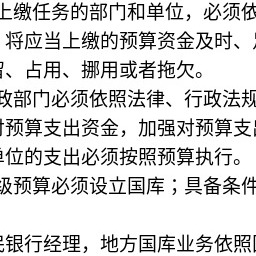 上缴任务的部门和单位，必须依
将应当上缴的预算资金及时、
、占用、挪用或者拖欠。
政部门必须依照法律、行政法规
预算支出资金，加强对预算支
单位的支出必须按照预算执行。
级预算必须设立国库；具备条件
银行经理，地方国库业务依照